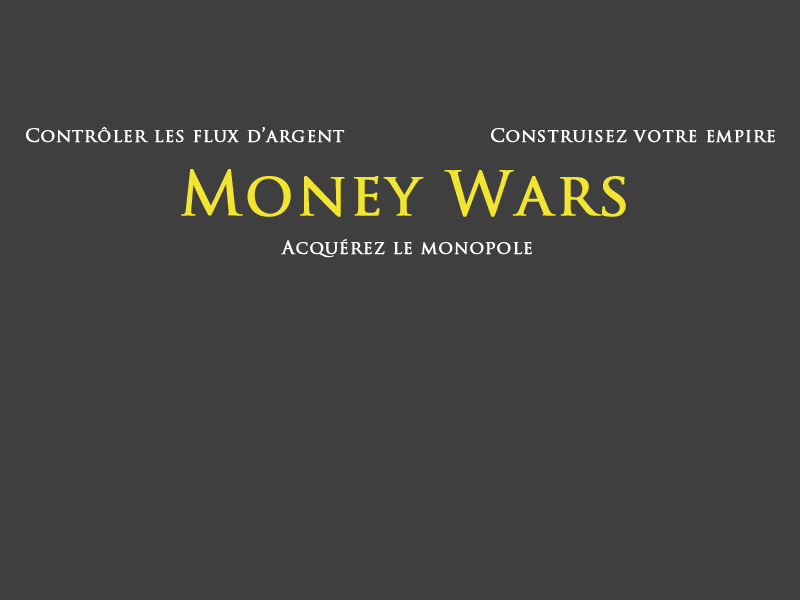 Contrôler les flux d'argent
Construisez votre empire
Money Wars
Acquérez le monopole